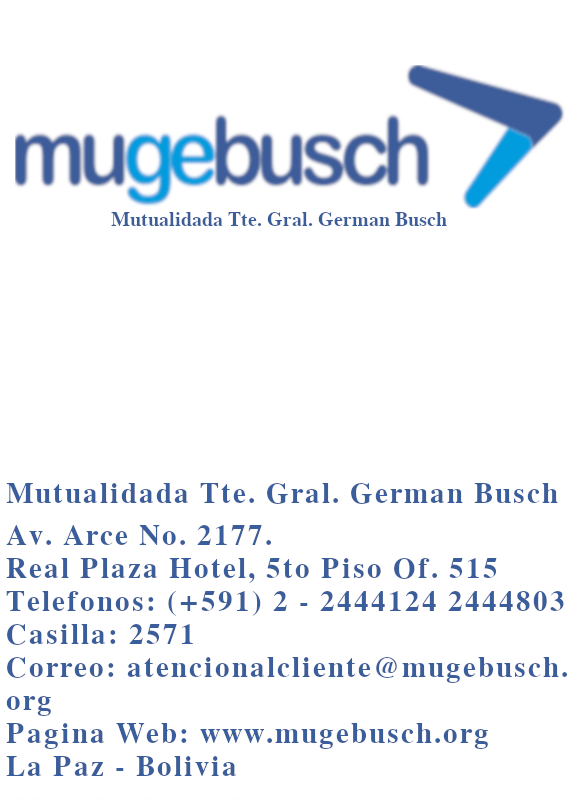 mugebusch
Mutualidada Tte. Gral. German Busch
Mutualidada Tte. Gral. German Busch
Av. Arce No. 2177.
Real Plaza Hotel, 5to Piso Of. 515
Telefonos: (+591) 2 - 2444124 2444803
Casilla: 2571
Correo: atencionalcliente@mugebusch.
org
Pagina Web: www.mugebusch.org
La Paz - Bolivia